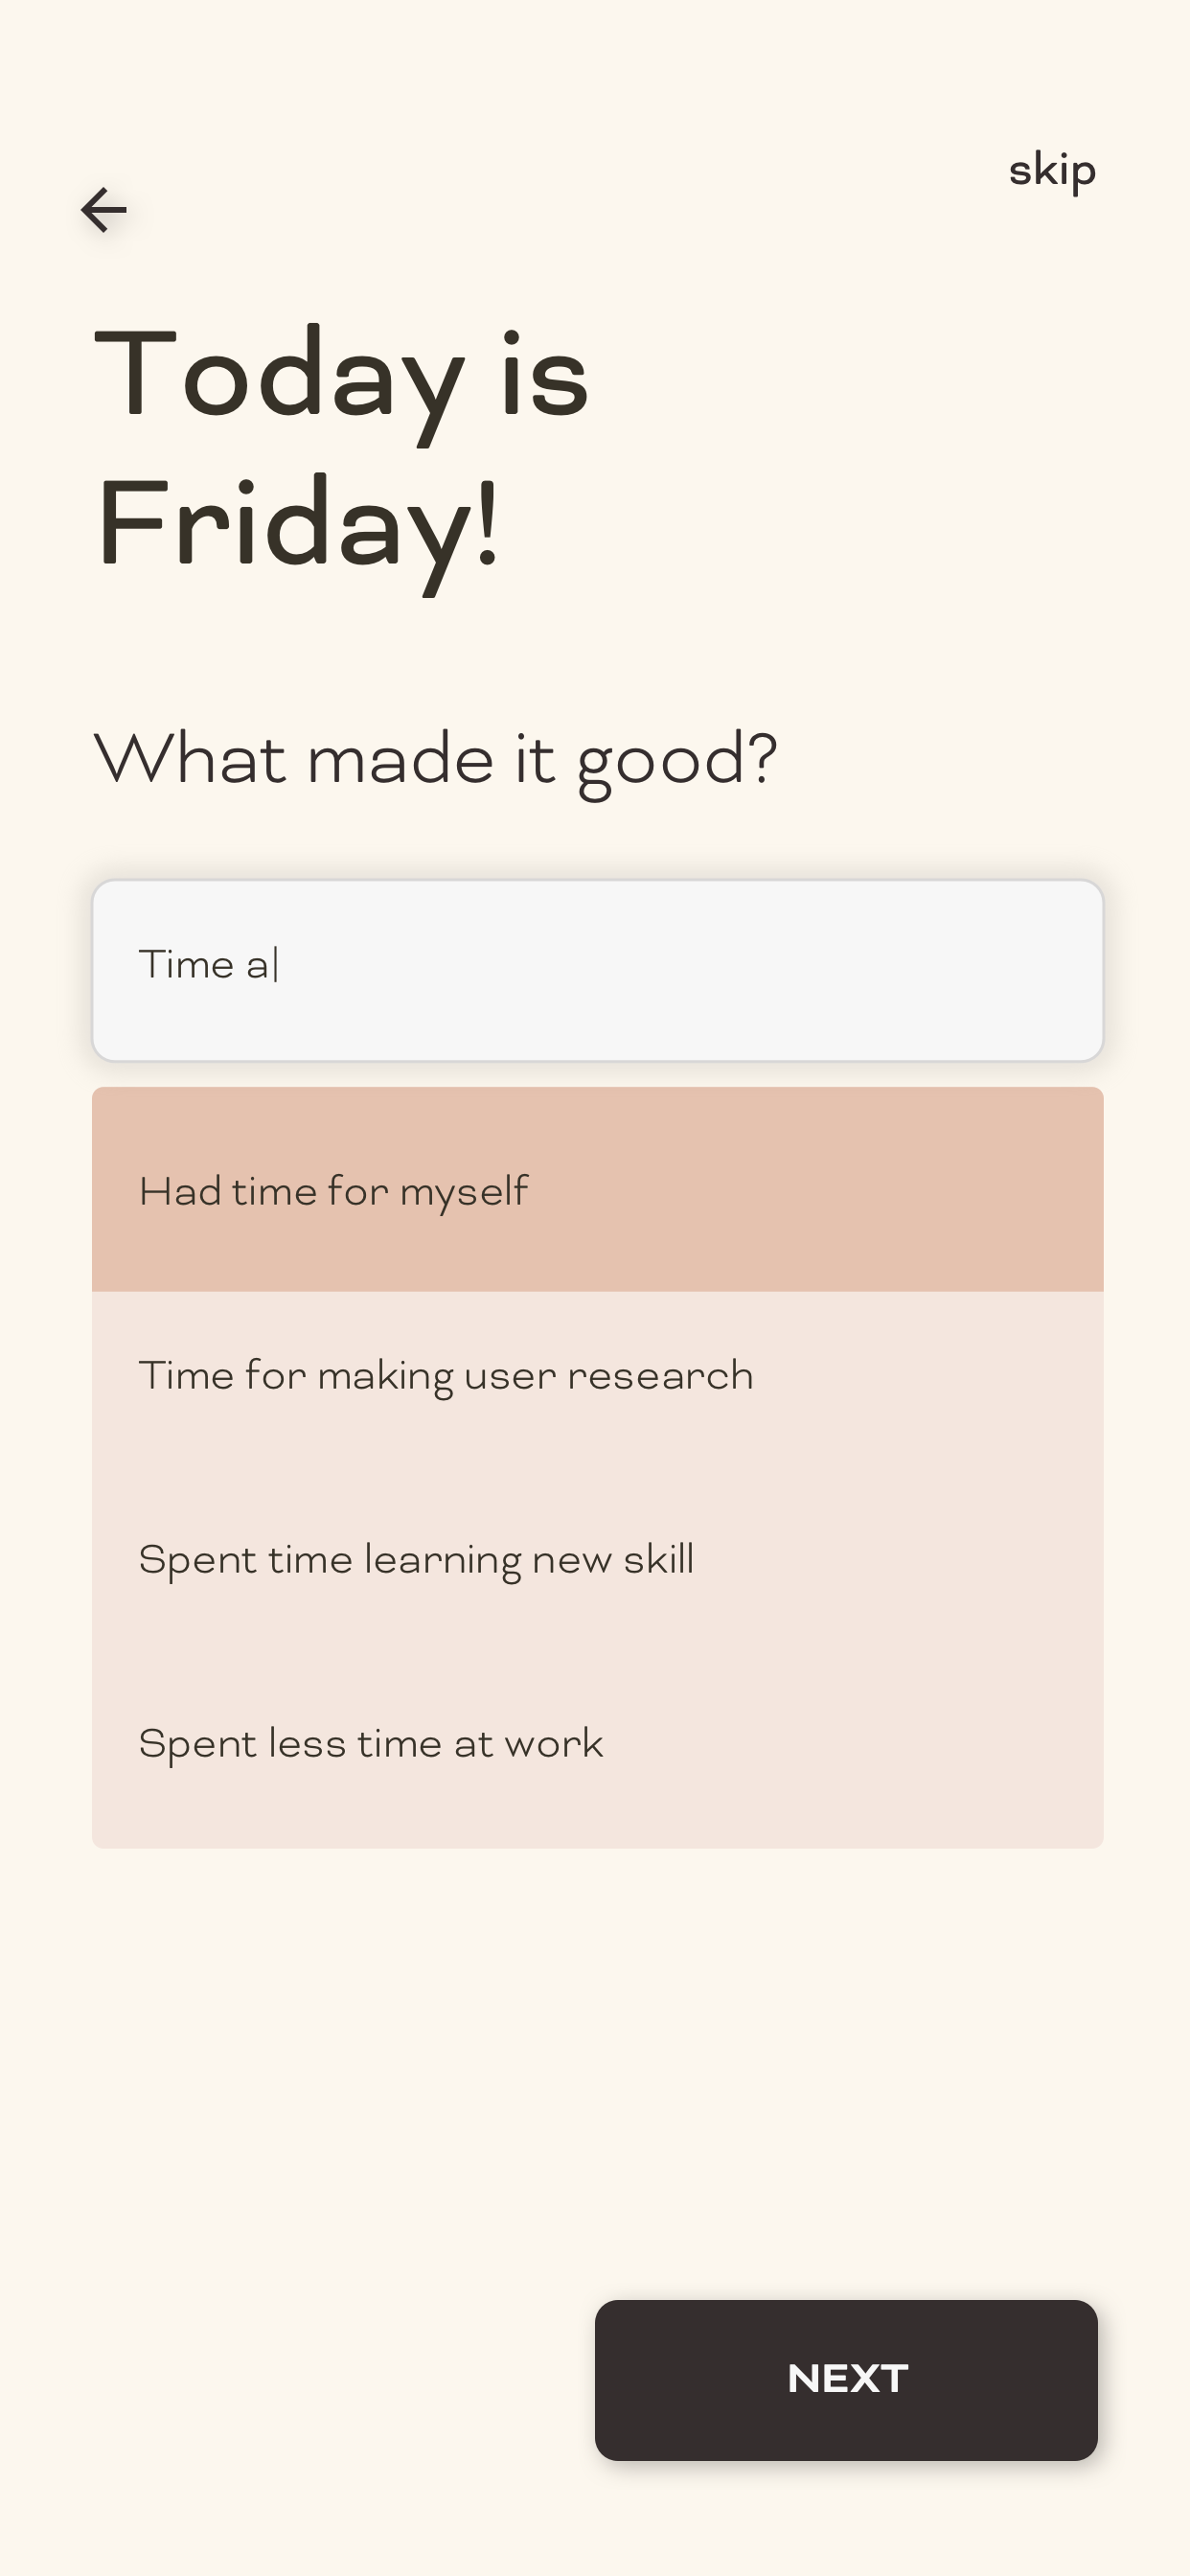 skip
Today is
Friday!
What made it good?
Time a
Had time for myself
Time for making user research
Spent time learning new skill
Spent less time at work
NEXT